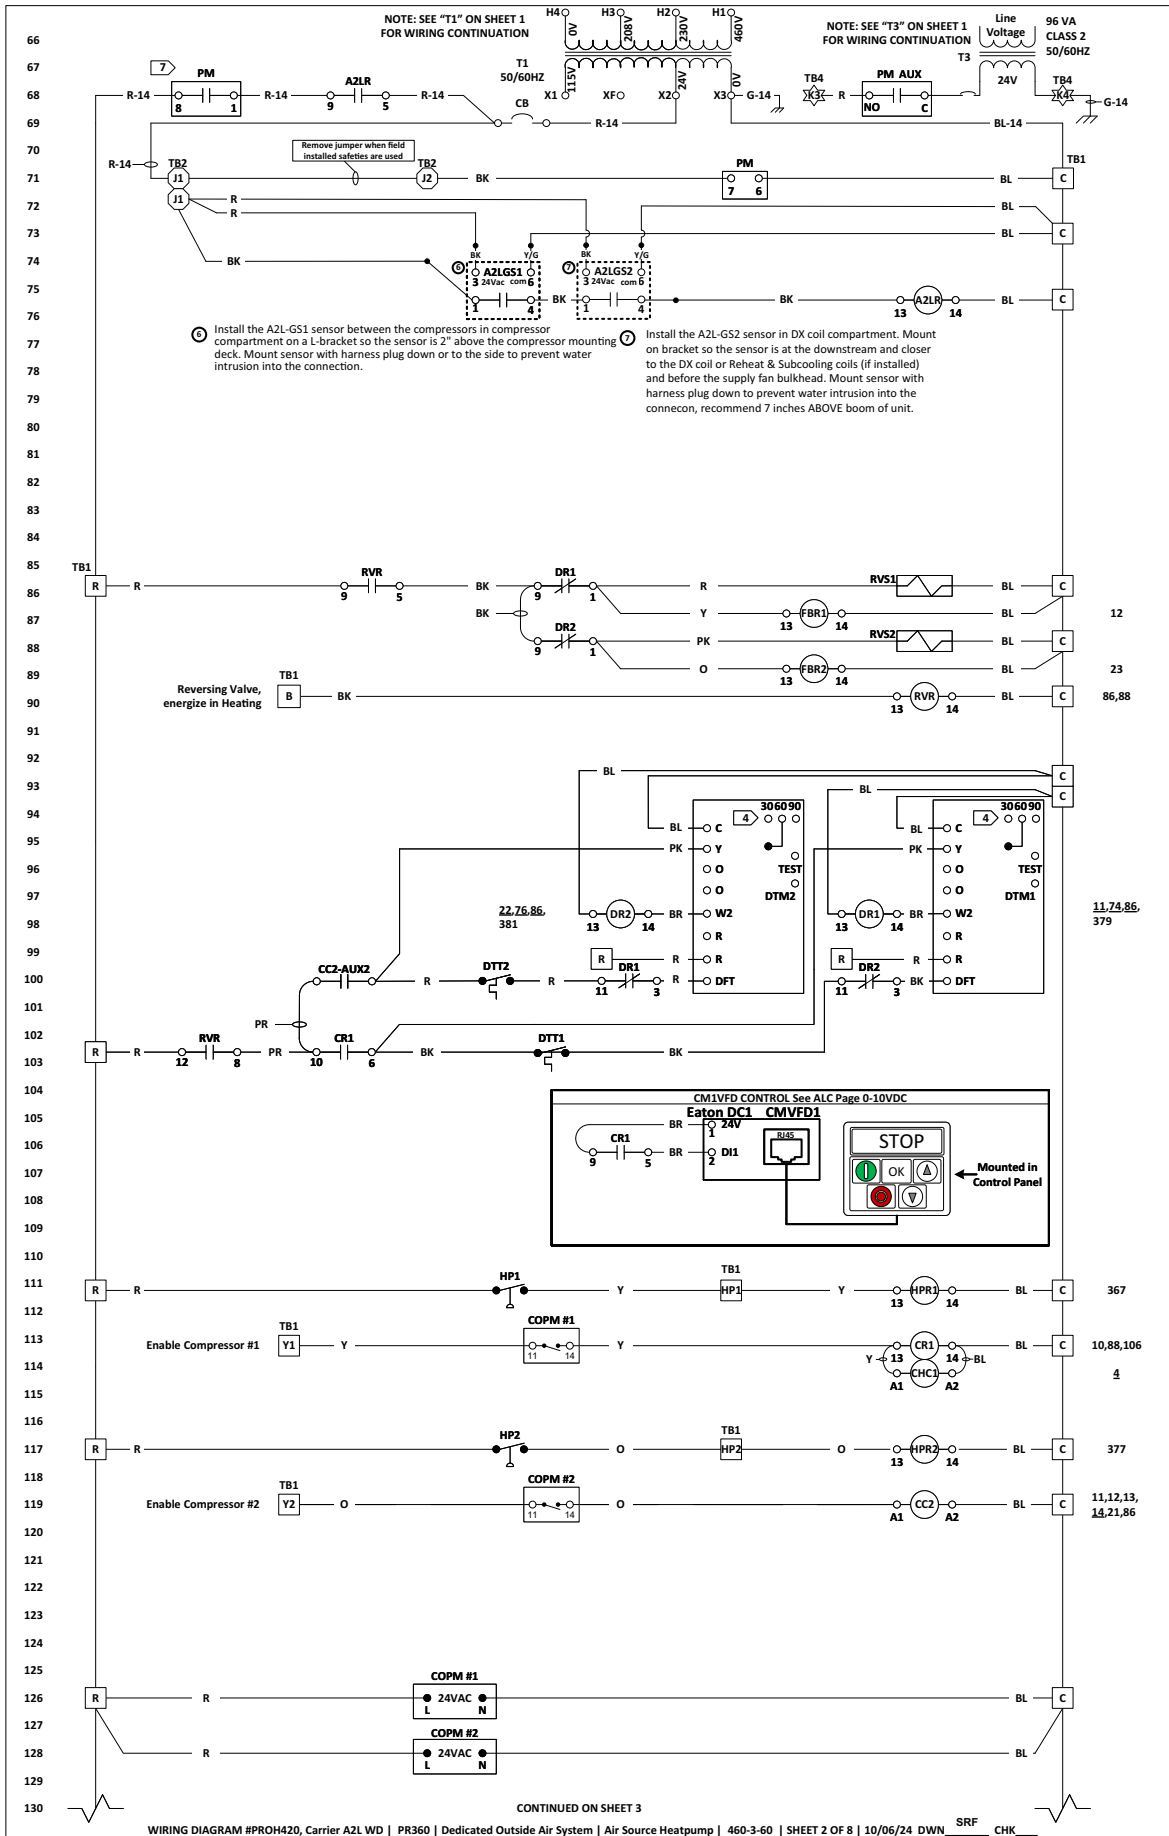 NOTE: SEE "T1" ON SHEET 1
FOR WIRING CONTINUATION
H4 H3 H2 H1
0V 208V 230V 460V
NOTE: SEE "T3" ON SHEET 1
FOR WIRING CONTINUATION
Line
Voltage
96 VA
CLASS 2
50/60HZ
66
67
7
PM
T1
50/60HZ
115V 24V 0V
T3
24V
68
R-14 8 1 R-14 9 A2LR 5 R-14
X1 XF X2 X3 G-14
TB4 K3 R PM AUX NO C
TB4 K4 G-14
69
CB R-14 BL-14
70
R-14
Remove jumper when field
installed safeties are used
71
TB2 J1 TB2 J2 BK PM 7 6 BL TB1 C
72
J1 R R BL
73
BL C
74
BK
BK Y/G BK Y/G
6 A2LGS1 3 24Vac com 6
7 A2LGS2 3 24Vac com 6
75
1 4 BK 1 4 BK 13 A2LR 14 BL C
76
6 Install the A2L-GS1 sensor between the compressors in compressor
compartment on a L-bracket so the sensor is 2" above the compressor mounting
deck. Mount sensor with harness plug down or to the side to prevent water
intrusion into the connection.
7 Install the A2L-GS2 sensor in DX coil compartment. Mount
on bracket so the sensor is at the downstream and closer
to the DX coil or Reheat & Subcooling coils (if installed)
and before the supply fan bulkhead. Mount sensor with
harness plug down to prevent water intrusion into the
connecon, recommend 7 inches ABOVE boom of unit.
77
78
79
80
81
82
83
84
85
86
TB1 R R 9 RVR 5 BK 9 DR1 1 R RVS1 BL C
87
BK Y 13 FBR1 14 BL 12
88
9 DR2 1 PK RVS2 BL C
89
O 13 FBR2 14 BL 23
90
Reversing Valve,
energize in Heating
TB1 B BK 13 RVR 14 BL C 86,88
91
92
93
BL C
BL C
94
4 30 60 90
4 30 60 90
BL C
BL C
95
PK Y
PK Y
96
O TEST
O TEST
97
O DTM2
O DTM1
98
22,76,86,
381
13 DR2 14 BR W2
13 DR1 14 BR W2
11,74,86,
379
R
R
99
R R R
R R R
100
CC2-AUX2 R DTT2 R 11 DR1 3 R DFT
11 DR2 3 BK DFT
101
102
PR
103
R R 12 RVR 8 PR 10 CR1 6 BK DTT1 BK
104
CM1VFD CONTROL See ALC Page 0-10VDC
105
Eaton DC1 CMVFD1
BR 1 24V
106
9 CR1 5 BR 2 DI1
RJ45
STOP
107
OK
Mounted in
Control Panel
108
109
110
111
R R HP1 Y TB1 HP1 Y 13 HPR1 14 BL C 367
112
113
Enable Compressor #1 TB1 Y1 Y COPM #1 11 14 Y 13 CR1 14 BL C 10,88,106
114
Y CHC1 BL 4
115
A1 A2
116
117
R R HP2 O TB1 HP2 O 13 HPR2 14 BL C 377
118
119
Enable Compressor #2 TB1 Y2 O COPM #2 11 14 O A1 CC2 A2 BL C 11,12,13,
14,21,86
120
121
122
123
124
125
COPM #1
126
R R 24VAC L N BL C
127
COPM #2
128
R 24VAC L N BL
129
130
CONTINUED ON SHEET 3
WIRING DIAGRAM #PROH420, Carrier A2L WD | PR360 | Dedicated Outside Air System | Air Source Heatpump | 460-3-60 | SHEET 2 OF 8 | 10/06/24 DWN SRF CHK